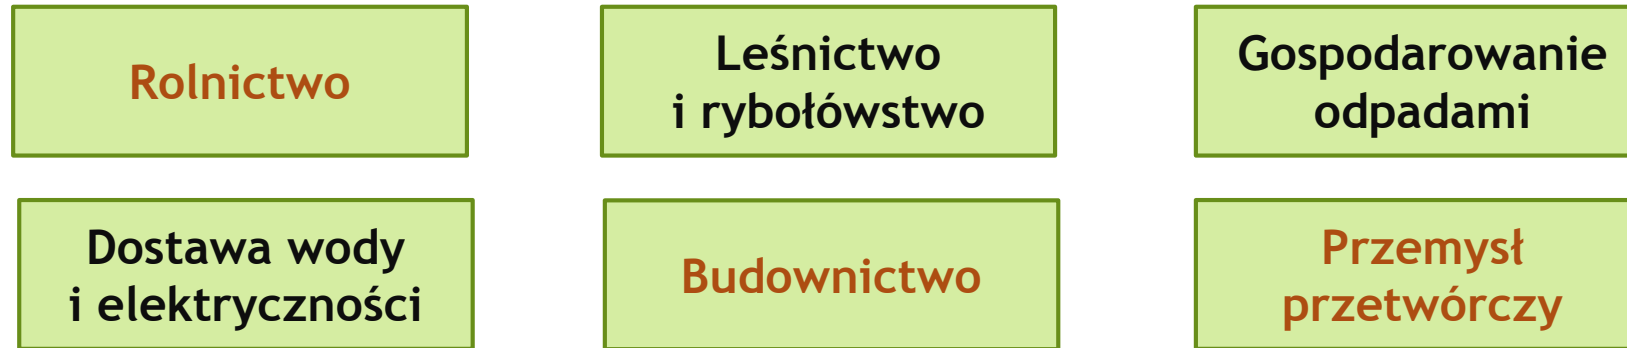 Rolnictwo
Leśnictwo
i rybołówstwo
Gospodarowanie
odpadami
Dostawa wody
i elektryczności
Budownictwo
Przemysł
przetwórczy